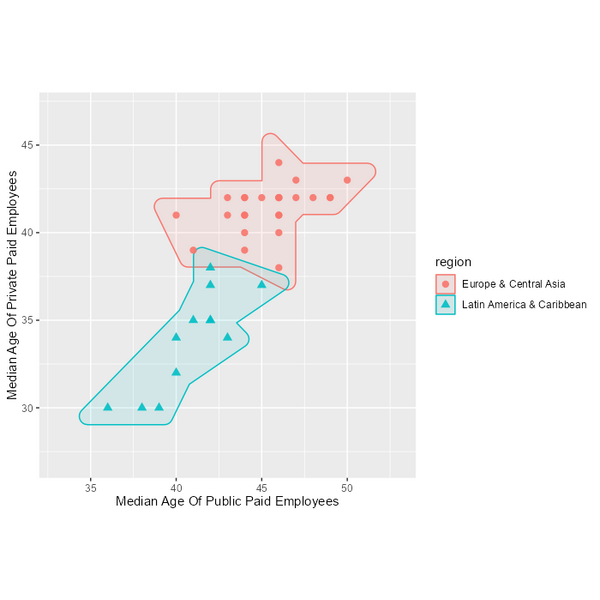 Median Age Of Private Paid Employees
45
40
35
30
35
40
45
50
Median Age Of Public Paid Employees
region
Europe & Central Asia
Latin America & Caribbean